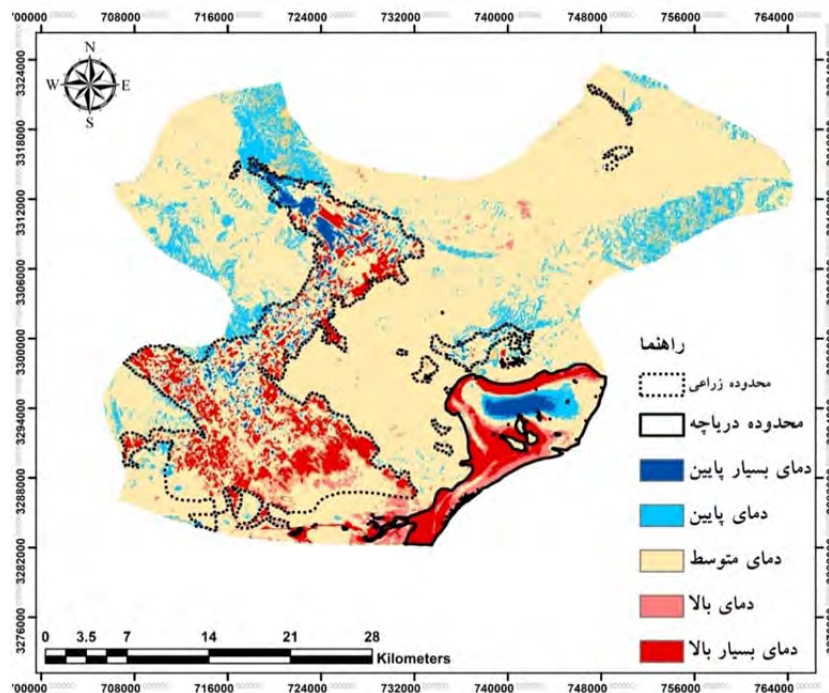 700000 708000 716000 724000 732000 740000 748000 756000 764000
3324000
3318000
3312000
3306000
3300000
3294000
3288000
3282000
3276000
N
W E
S
راهنما
محدوده زراعی
محدوده دریاچه
دمای بسیار پایین
دمای پایین
دمای متوسط
دمای بالا
دمای بسیار بالا
0 3.5 7 14 21 28
Kilometers
00000 708000 716000 724000 732000 740000 748000 756000 764000